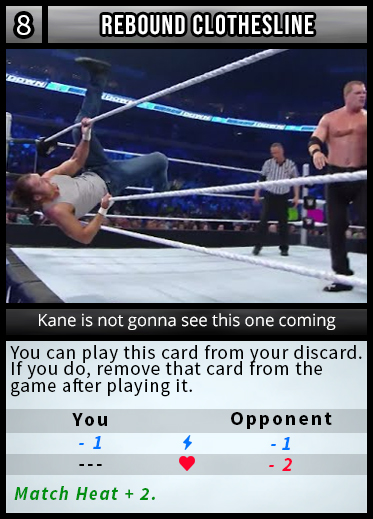 8 REBOUND CLOTHESLINE
DOWN
Kane is not gonna see this one coming
You can play this card from your discard.
If you do, remove that card from the
game after playing it.
You Opponent
- 1 - 1
--- - 2
Match Heat + 2.